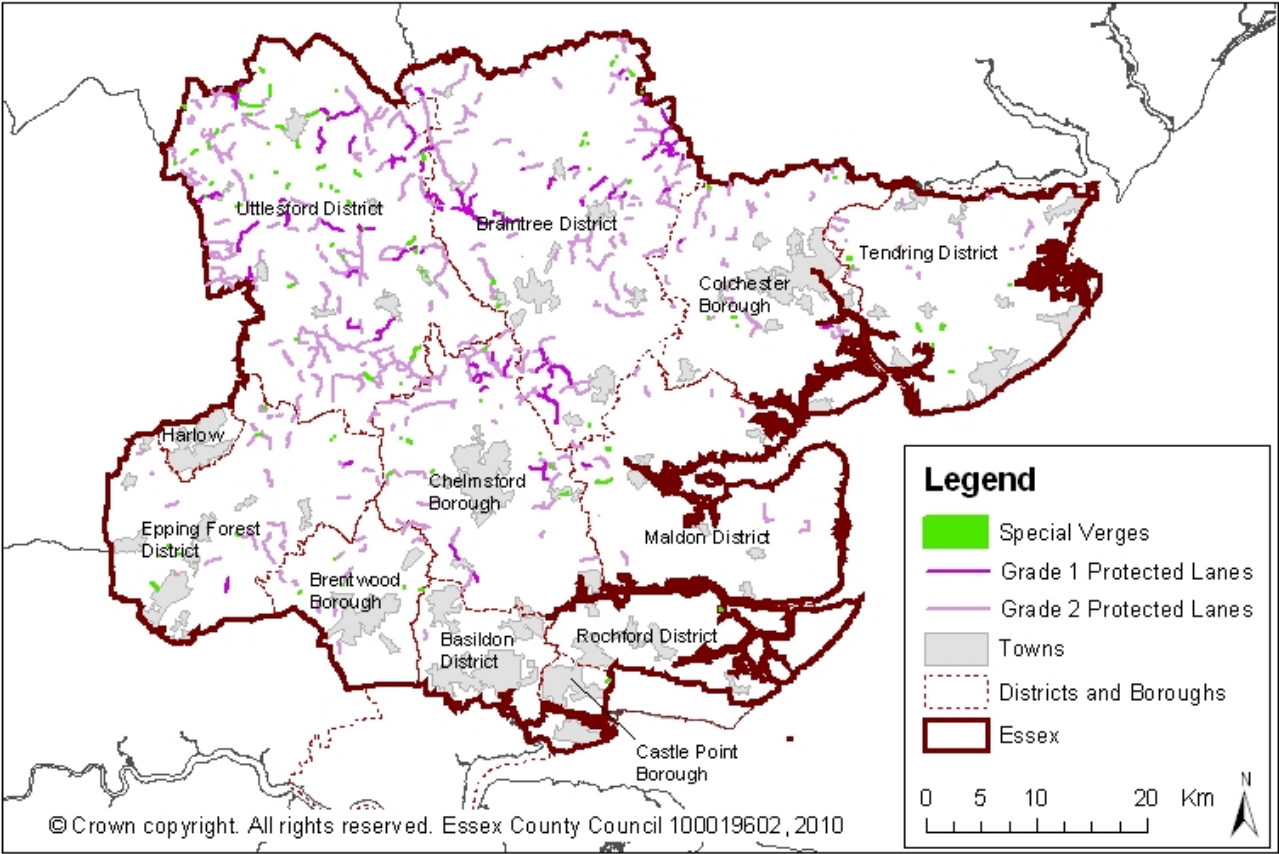 Uttlesford District
Braintree District
Tendring District
Colchester
Borough
Harlow
Chelmsford
Borough
Epping Forest
District
Maldon District
Brentwood
Borough
Basildon
District
Rochford District
Castle Point
Borough
Legend
Special Verges
Grade 1 Protected Lanes
Grade 2 Protected Lanes
Towns
Districts and Boroughs
Essex
0 5 10 20 Km
N
© Crown copyright. All rights reserved. Essex County Council 100019602, 2010